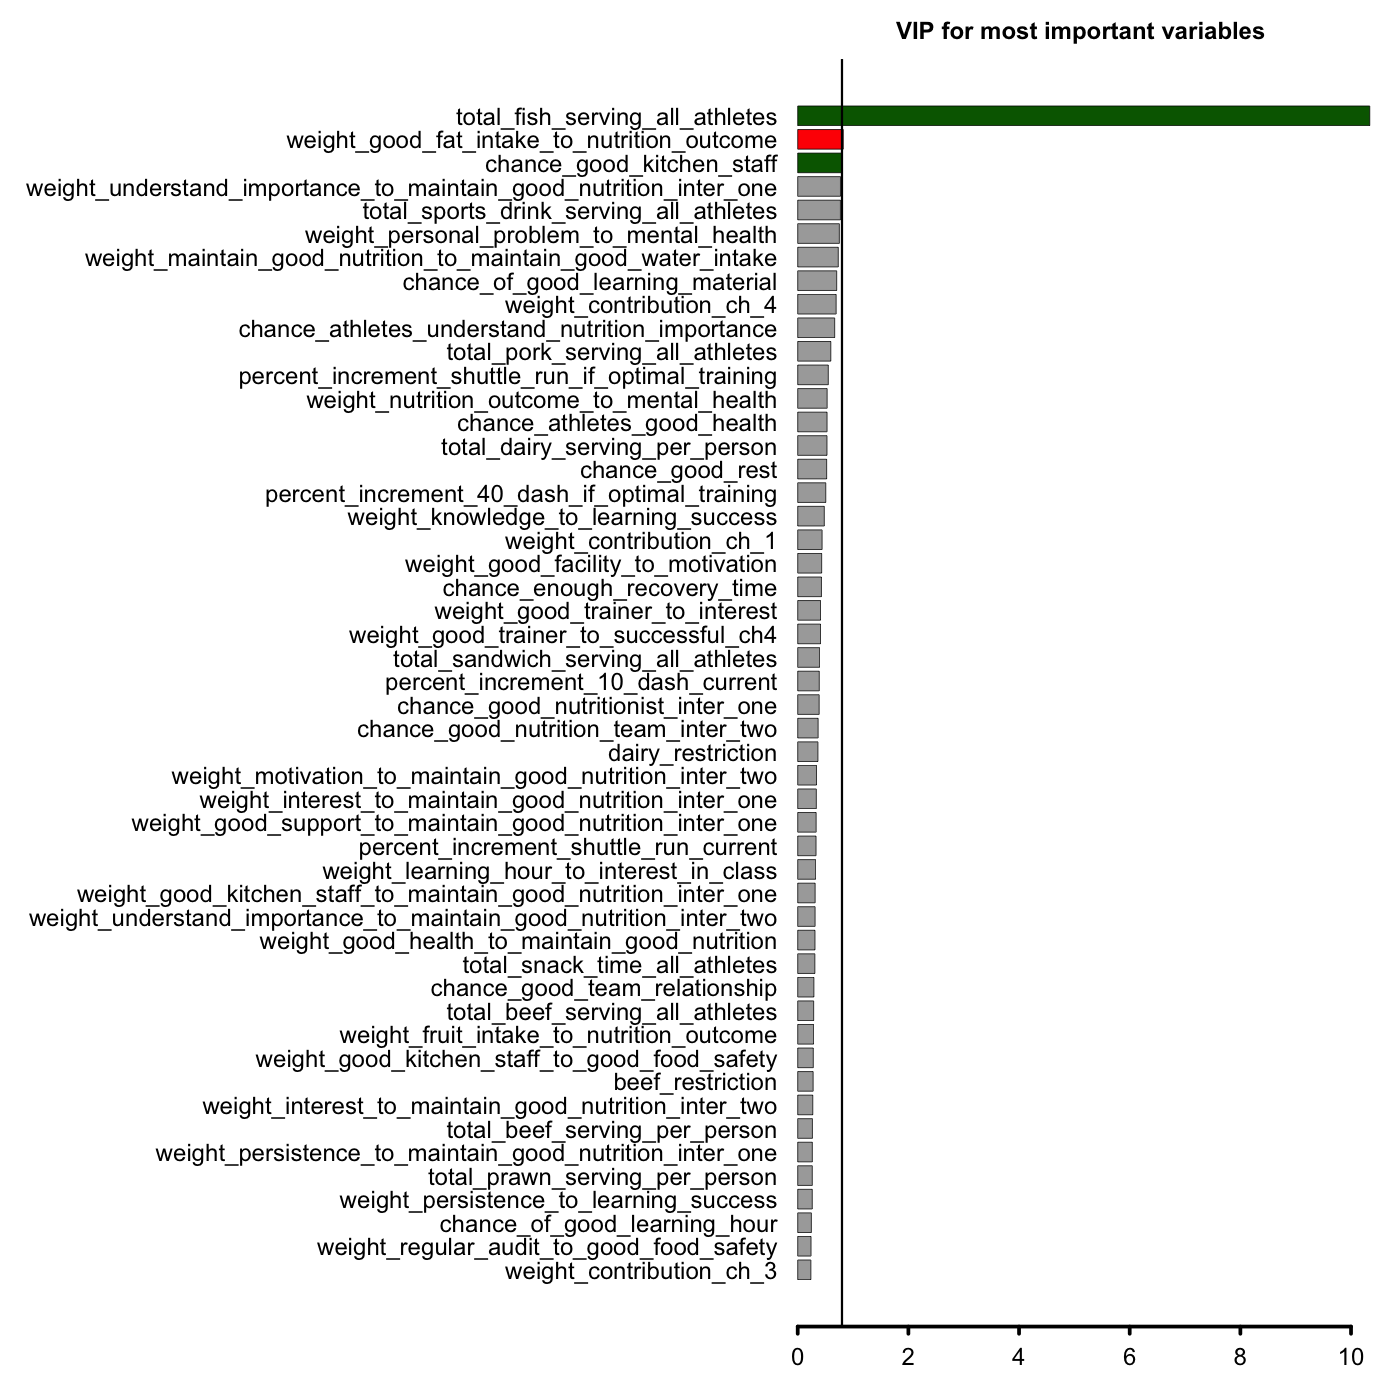 VIP for most important variables
total_fish_serving_all_athletes
weight_good_fat_intake_to_nutrition_outcome
chance_good_kitchen_staff
weight_understand_importance_to_maintain_good_nutrition_inter_one
total_sports_drink_serving_all_athletes
weight_personal_problem_to_mental_health
weight_maintain_good_nutrition_to_maintain_good_water_intake
chance_of_good_learning_material
weight_contribution_ch_4
chance_athletes_understand_nutrition_importance
total_pork_serving_all_athletes
percent_increment_shuttle_run_if_optimal_training
weight_nutrition_outcome_to_mental_health
chance_athletes_good_health
total_dairy_serving_per_person
chance_good_rest
percent_increment_40_dash_if_optimal_training
weight_knowledge_to_learning_success
weight_contribution_ch_1
weight_good_facility_to_motivation
chance_enough_recovery_time
weight_good_trainer_to_interest
weight_good_trainer_to_successful_ch4
total_sandwich_serving_all_athletes
percent_increment_10_dash_current
chance_good_nutritionist_inter_one
chance_good_nutrition_team_inter_two
dairy_restriction
weight_motivation_to_maintain_good_nutrition_inter_two
weight_interest_to_maintain_good_nutrition_inter_one
weight_good_support_to_maintain_good_nutrition_inter_one
percent_increment_shuttle_run_current
weight_learning_hour_to_interest_in_class
weight_good_kitchen_staff_to_maintain_good_nutrition_inter_one
weight_understand_importance_to_maintain_good_nutrition_inter_two
weight_good_health_to_maintain_good_nutrition
total_snack_time_all_athletes
chance_good_team_relationship
total_beef_serving_all_athletes
weight_fruit_intake_to_nutrition_outcome
weight_good_kitchen_staff_to_good_food_safety
beef_restriction
weight_interest_to_maintain_good_nutrition_inter_two
total_beef_serving_per_person
weight_persistence_to_maintain_good_nutrition_inter_one
total_prawn_serving_per_person
weight_persistence_to_learning_success
chance_of_good_learning_hour
weight_regular_audit_to_good_food_safety
weight_contribution_ch_3
0 2 4 6 8 10